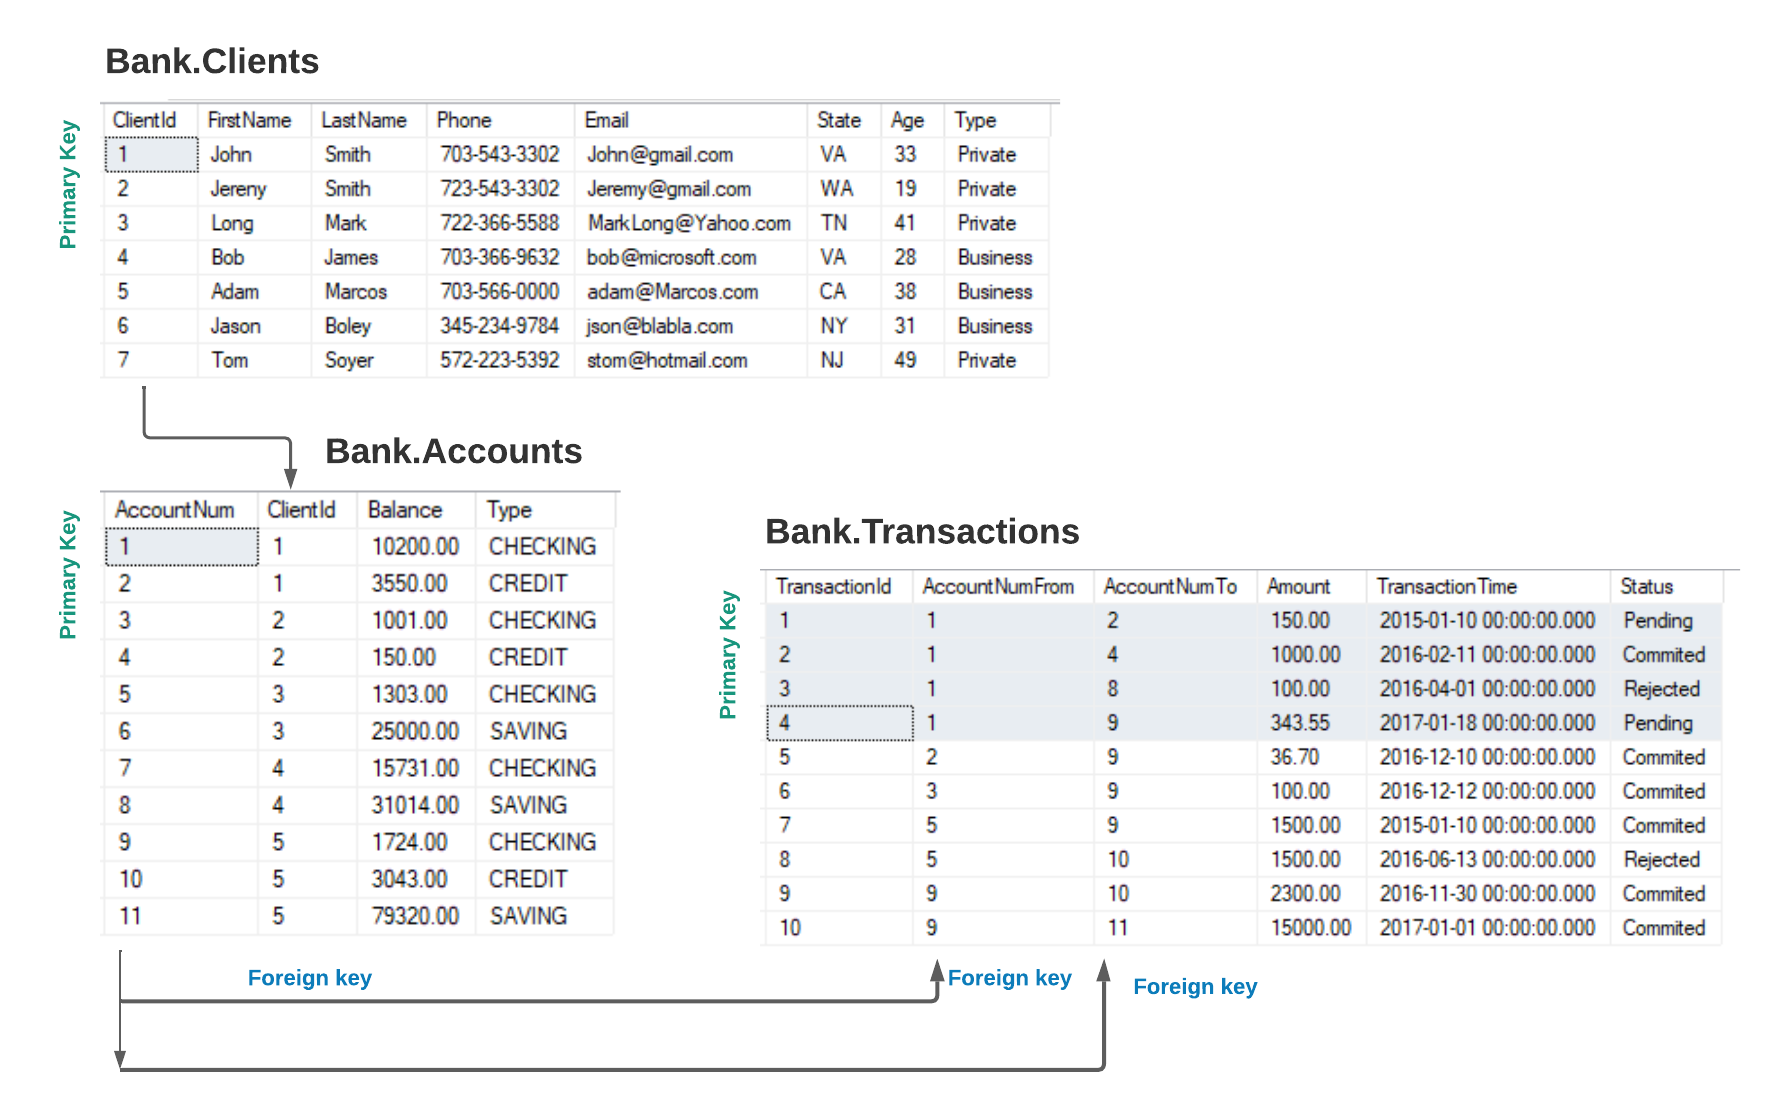 Bank.Clients
Primary Key
ClientId FirstName LastName Phone Email State Age Type
1 John Smith 703-543-3302 John@gmail.com VA 33 Private
2 Jereny Smith 723-543-3302 Jeremy@gmail.com WA 19 Private
3 Long Mark 722-366-5588 MarkLong@Yahoo.com TN 41 Private
4 Bob James 703-366-9632 bob@microsoft.com VA 28 Business
5 Adam Marcos 703-566-0000 adam@Marcos.com CA 38 Business
6 Jason Boley 345-234-9784 json@blabla.com NY 31 Business
7 Tom Soyer 572-223-5392 stom@hotmail.com NJ 49 Private
Bank.Accounts
Primary Key
AccountNum ClientId Balance Type
1 1 10200.00 CHECKING
2 1 3550.00 CREDIT
3 2 1001.00 CHECKING
4 2 150.00 CREDIT
5 3 1303.00 CHECKING
6 3 25000.00 SAVING
7 4 15731.00 CHECKING
8 4 31014.00 SAVING
9 5 1724.00 CHECKING
10 5 3043.00 CREDIT
11 5 79320.00 SAVING
Bank.Transactions
Primary Key
TransactionId AccountNumFrom AccountNumTo Amount TransactionTime Status
1 1 2 150.00 2015-01-10 00:00:00.000 Pending
2 1 4 1000.00 2016-02-11 00:00:00.000 Commited
3 1 8 100.00 2016-04-01 00:00:00.000 Rejected
4 1 9 343.55 2017-01-18 00:00:00.000 Pending
5 2 9 36.70 2016-12-10 00:00:00.000 Commited
6 3 9 100.00 2016-12-12 00:00:00.000 Commited
7 5 9 1500.00 2015-01-10 00:00:00.000 Commited
8 5 10 1500.00 2016-06-13 00:00:00.000 Rejected
9 9 10 2300.00 2016-11-30 00:00:00.000 Commited
10 9 11 15000.00 2017-01-01 00:00:00.000 Commited
Foreign key
Foreign key
Foreign key